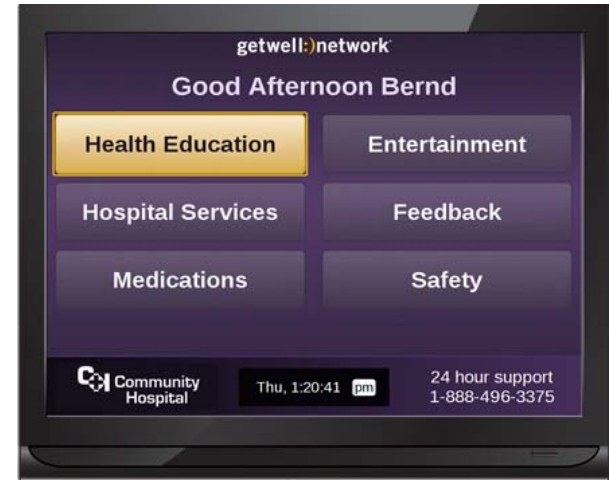 getwell:)network
Good Afternoon Bernd
Health Education
Entertainment
Hospital Services
Feedback
Medications
Safety
Community
Hospital
Thu, 1:20:41 pm
24 hour support
1-888-496-3375